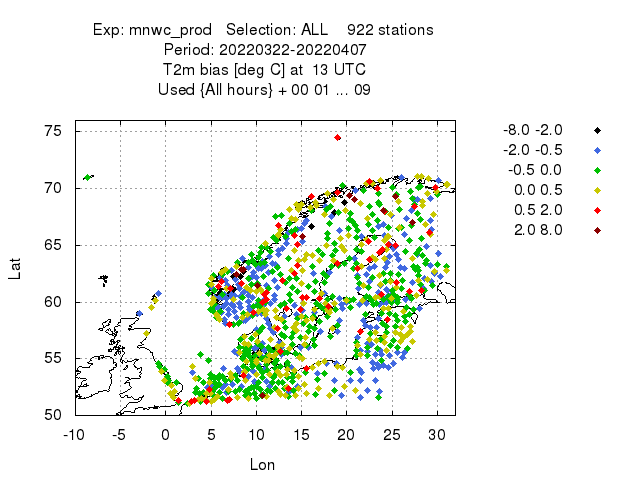 Exp: mnwc_prod Selection: ALL 922 stations
Period: 20220322-20220407
T2m bias [deg C] at 13 UTC
Used {All hours} + 00 01 ... 09
75
70
65
60
55
50
Lat
-10 -5 0 5 10 15 20 25 30
Lon
-8.0 -2.0
-2.0 -0.5
-0.5 0.0
0.0 0.5
0.5 2.0
2.0 8.0